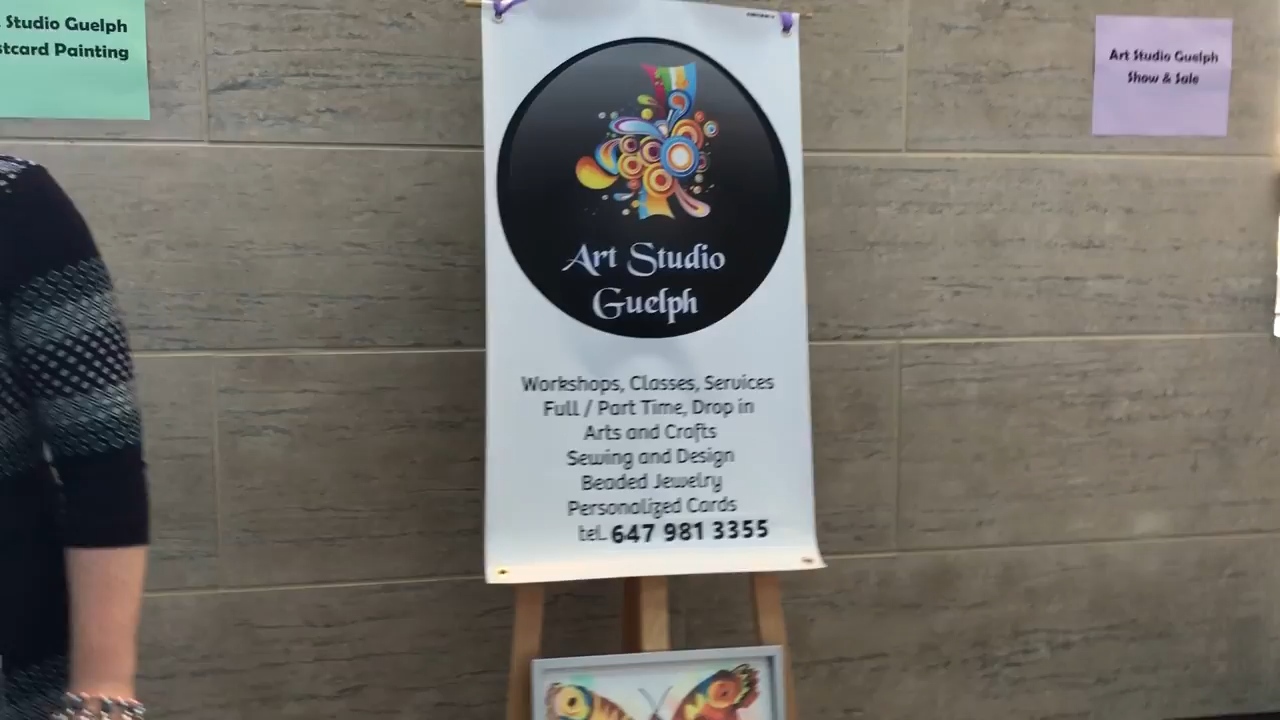 Studio Guelph
stcard Painting
Art Studio
Guelph
Workshops, Classes, Services
Full / Part Time, Drop in
Arts and Crafts
Sewing and Design
Beaded Jewelry
Personalized Cards
tel. 647 981 3355
Art Studio Guelph
Show & Sale